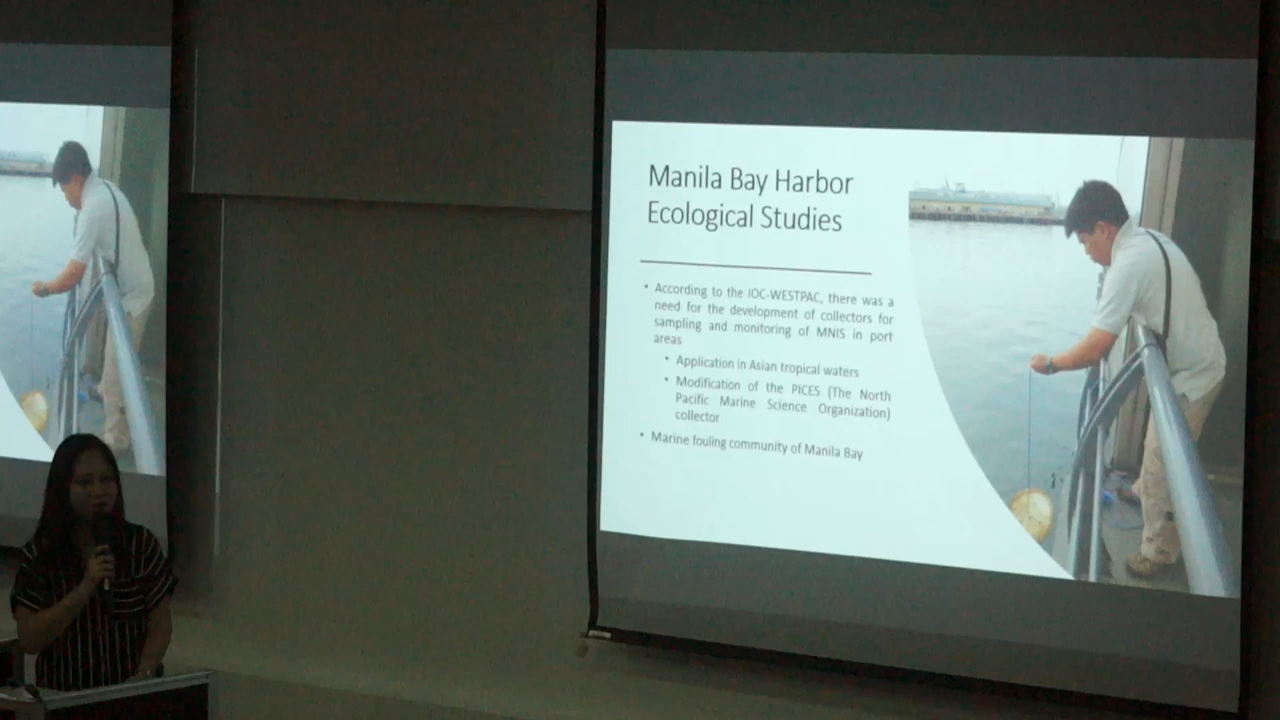 Manila Bay Harbor
Ecological Studies
• According to the IOC-WESTPAC, there was a
need for the development of collectors for
sampling and monitoring of MNIS in port
areas
• Application in Asian tropical waters
• Modification of the PICES (The North
Pacific Marine Science Organization)
collector
• Marine fouling community of Manila Bay